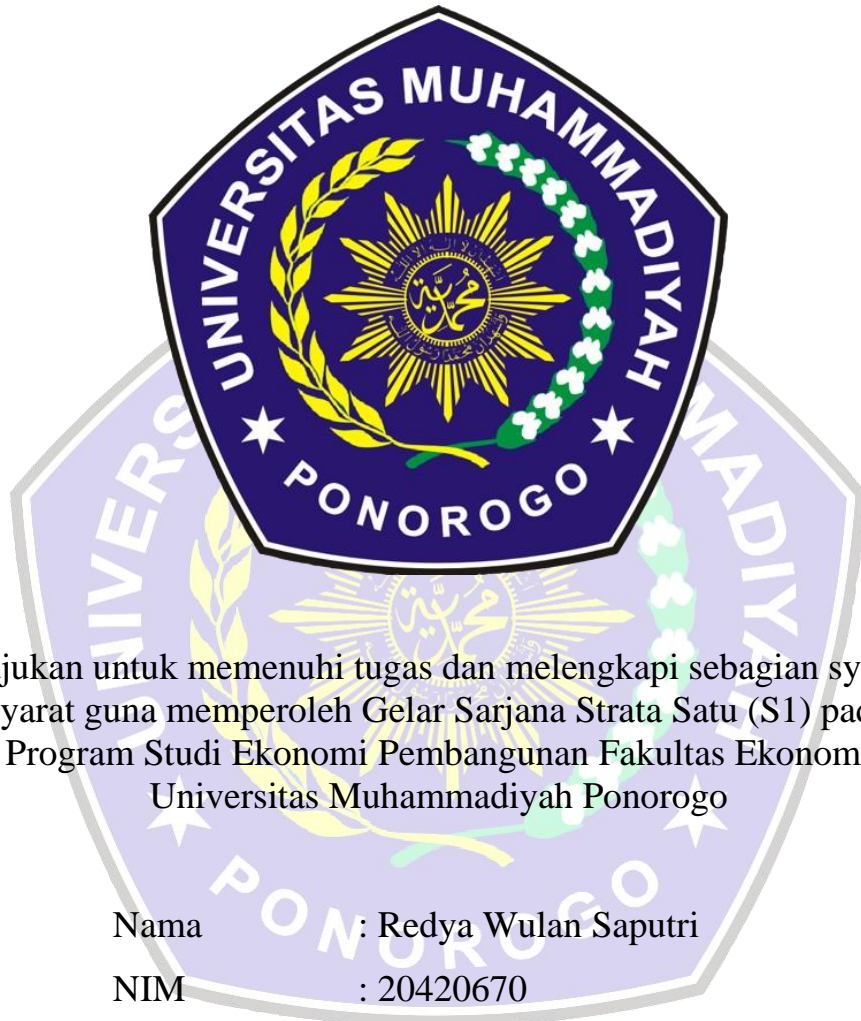 UNIVERSITAS MUHAMMADIYAH
PONOROGO
محمدية
jukan untuk memenuhi tugas dan melengkapi sebagian sy
yarat guna memperoleh Gelar Sarjana Strata Satu (S1) pad
Program Studi Ekonomi Pembangunan Fakultas Ekonom
Universitas Muhammadiyah Ponorogo
Nama : Redya Wulan Saputri
NIM : 20420670